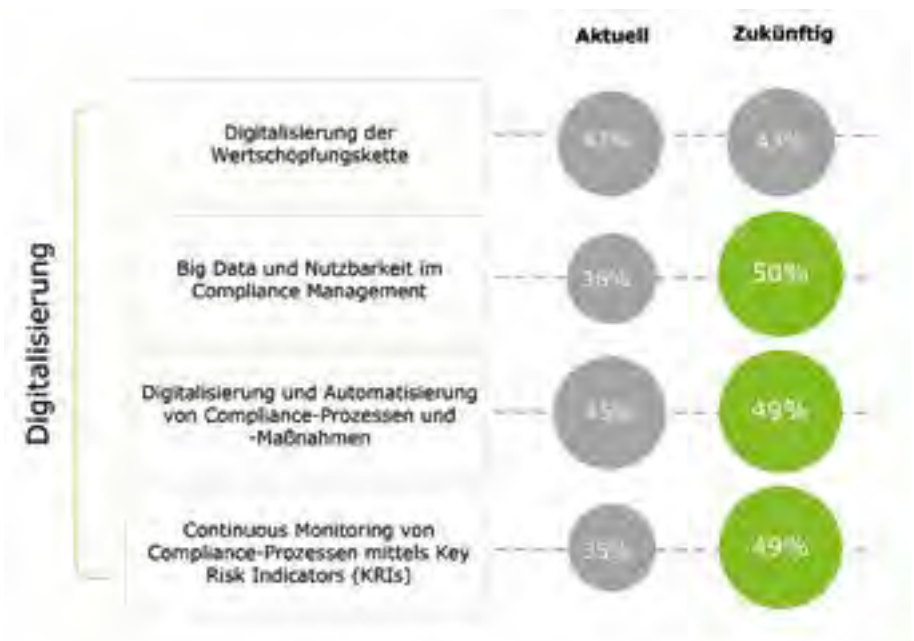 Aktuell
Zukünftig
Digitalisierung
Digitalisierung der
Wertschöpfungskette
43%
Big Data und Nutzbarkeit im
Compliance Management
50%
Digitalisierung und Automatisierung
von Compliance-Prozessen und
-Maßnahmen
45%
49%
Continuous Monitoring von
Compliance-Prozessen mittels Key
Risk Indicators (KRIs)
35%
49%